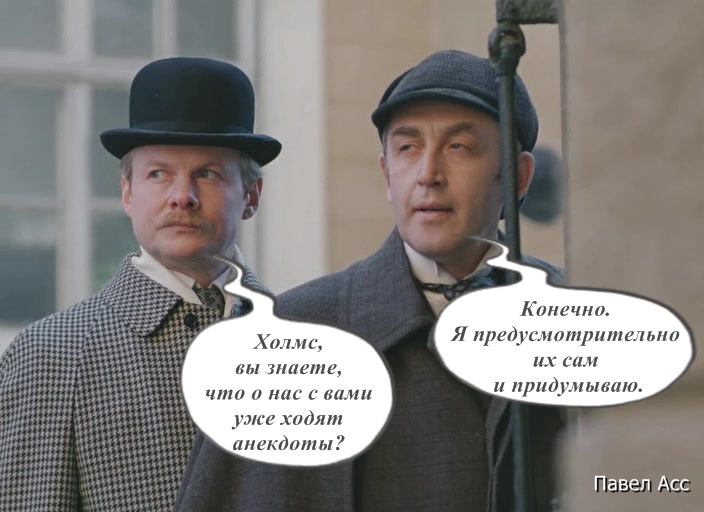 Холмс,
вы знаете,
что о нас с вами
уже ходят
анекдоты?
Конечно.
Я предусмотрительно
их сам
и придумываю.
Павел Асс